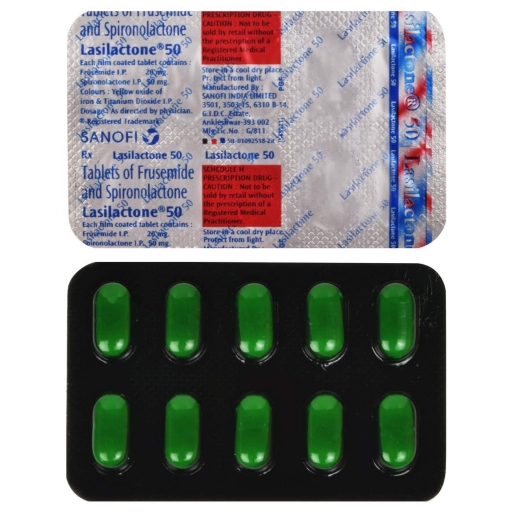 Tablets of Frusemide
and Spironolactone
Lasilactone® 50
Each film coated tablet contains :
Frusemide I.P. 20 mg.
Spironolactone I.P. 50 mg.
Colours : Yellow oxide of
iron & Titanium Dioxide I.P.
Dosage: As directed by physician.
® Registered Trademark
SANOFI
Rx Lasilactone 50
Tablets of Frusemide
and Spironolactone
Lasilactone® 50
Each film coated tablet contains :
Frusemide I.P. 20 mg.
Spironolactone I.P. 50 mg.
PRESCRIPTION DRUG
CAUTION : Not to be
sold by retail without
the prescription of a
Registered Medical
Practitioner.
Store in a cool dry place.
Protect from light.
Manufactured By :
SANOFI INDIA LIMITED
3501, 3503-15, 6310 B-14,
G.I.D.C. Estate,
Ankleshwar-393 002
Mfg. Lic. No. : G/811
Lasilactone 50
SCHEDULE H
PRESCRIPTION DRUG -
CAUTION : Not to be
sold by retail without
the prescription of a
Registered Medical
Practitioner.
Store in a cool dry place.
Protect from light.
Manufactured By
Lasilactone 50
Lasilactone® 50 Lasilactone